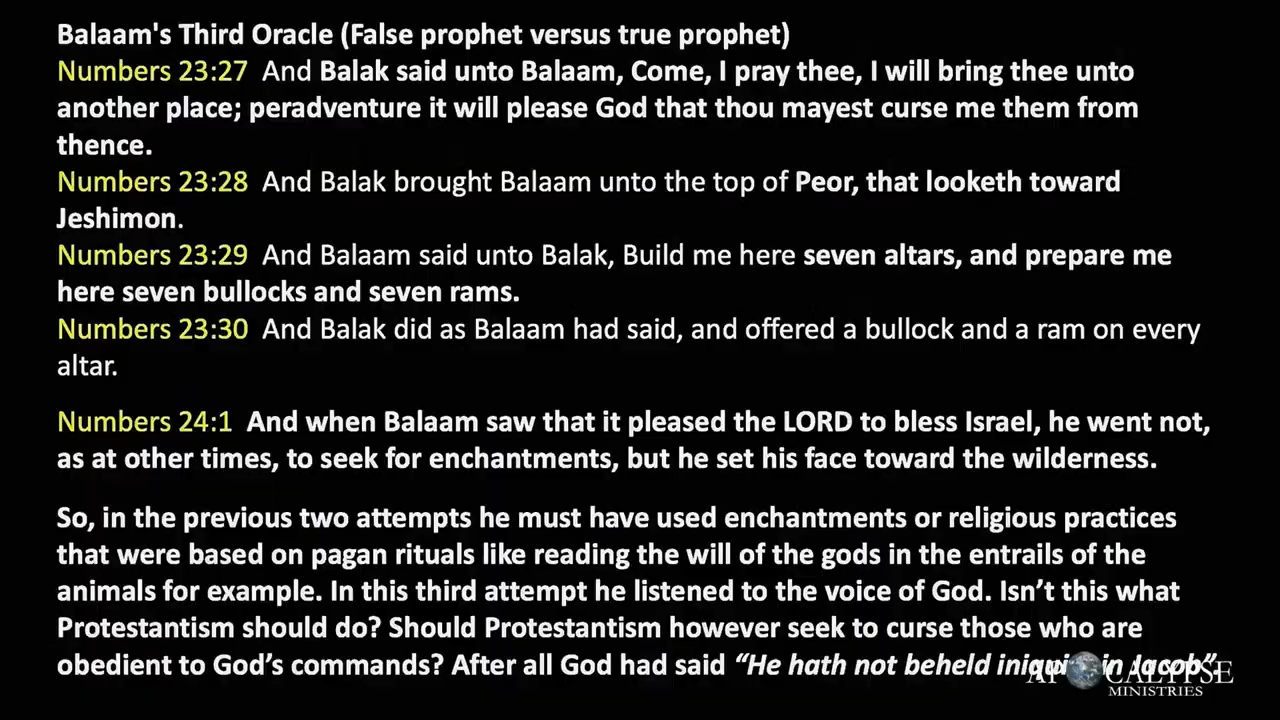 Balaam's Third Oracle (False prophet versus true prophet)
Numbers 23:27 And Balak said unto Balaam, Come, I pray thee, I will bring thee unto
another place; peradventure it will please God that thou mayest curse me them from
thence.
Numbers 23:28 And Balak brought Balaam unto the top of Peor, that looketh toward
Jeshimon.
Numbers 23:29 And Balaam said unto Balak, Build me here seven altars, and prepare me
here seven bullocks and seven rams.
Numbers 23:30 And Balak did as Balaam had said, and offered a bullock and a ram on every
altar.
Numbers 24:1 And when Balaam saw that it pleased the LORD to bless Israel, he went not,
as at other times, to seek for enchantments, but he set his face toward the wilderness.
So, in the previous two attempts he must have used enchantments or religious practices
that were based on pagan rituals like reading the will of the gods in the entrails of the
animals for example. In this third attempt he listened to the voice of God. Isn’t this what
Protestantism should do? Should Protestantism however seek to curse those who are
obedient to God’s commands? After all God had said “He hath not beheld iniquity in Jacob”,
APOCALYPSE
MINISTRIES